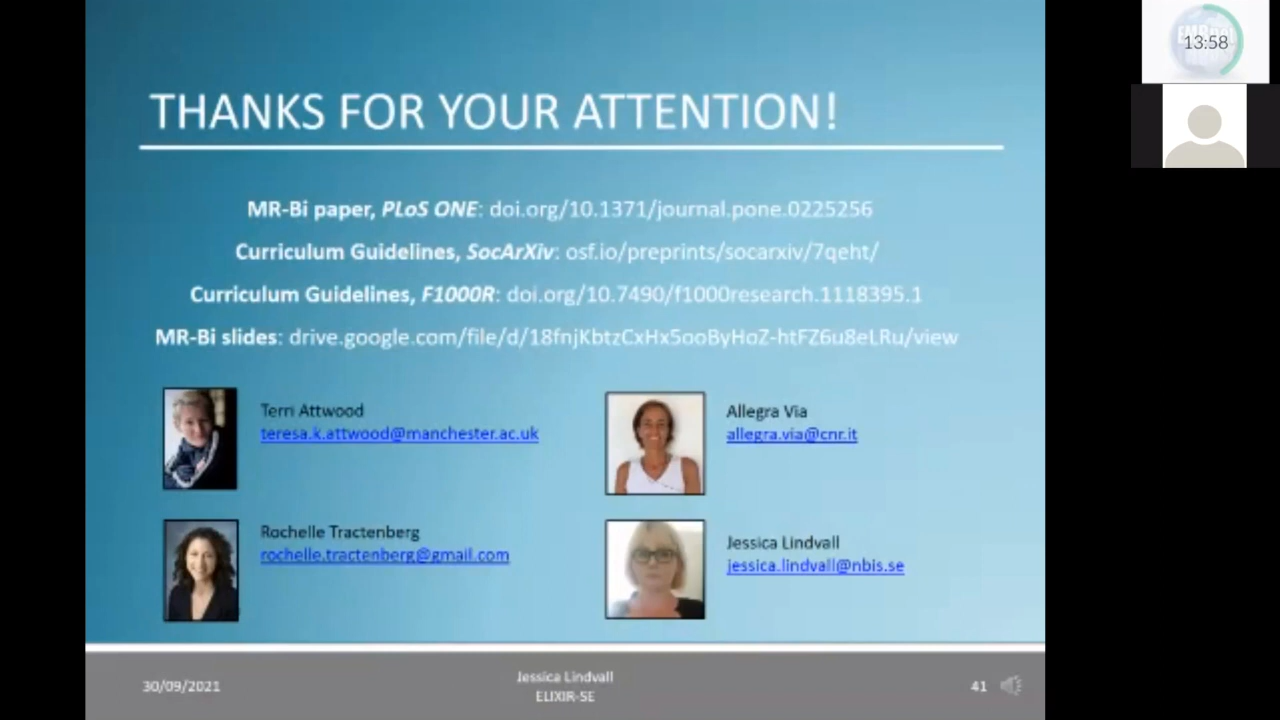 THANKS FOR YOUR ATTENTION!
MR-Bi paper, PLoS ONE: doi.org/10.1371/journal.pone.0225256
Curriculum Guidelines, SocArXiv: osf.io/preprints/socarxiv/7qeht/
Curriculum Guidelines, F1000R: doi.org/10.7490/f1000research.1118395.1
MR-Bi slides: drive.google.com/file/d/18fnjKbtzCxHx5ooByHoZ-htFZ6u8eLRu/view
Terri Attwood
teresa.k.attwood@manchester.ac.uk
Allegra Via
allegra.via@cnr.it
Rochelle Tractenberg
rochelle.tractenberg@gmail.com
Jessica Lindvall
jessica.lindvall@nbis.se
30/09/2021
Jessica Lindvall
ELIXIR-SE
41
13:58